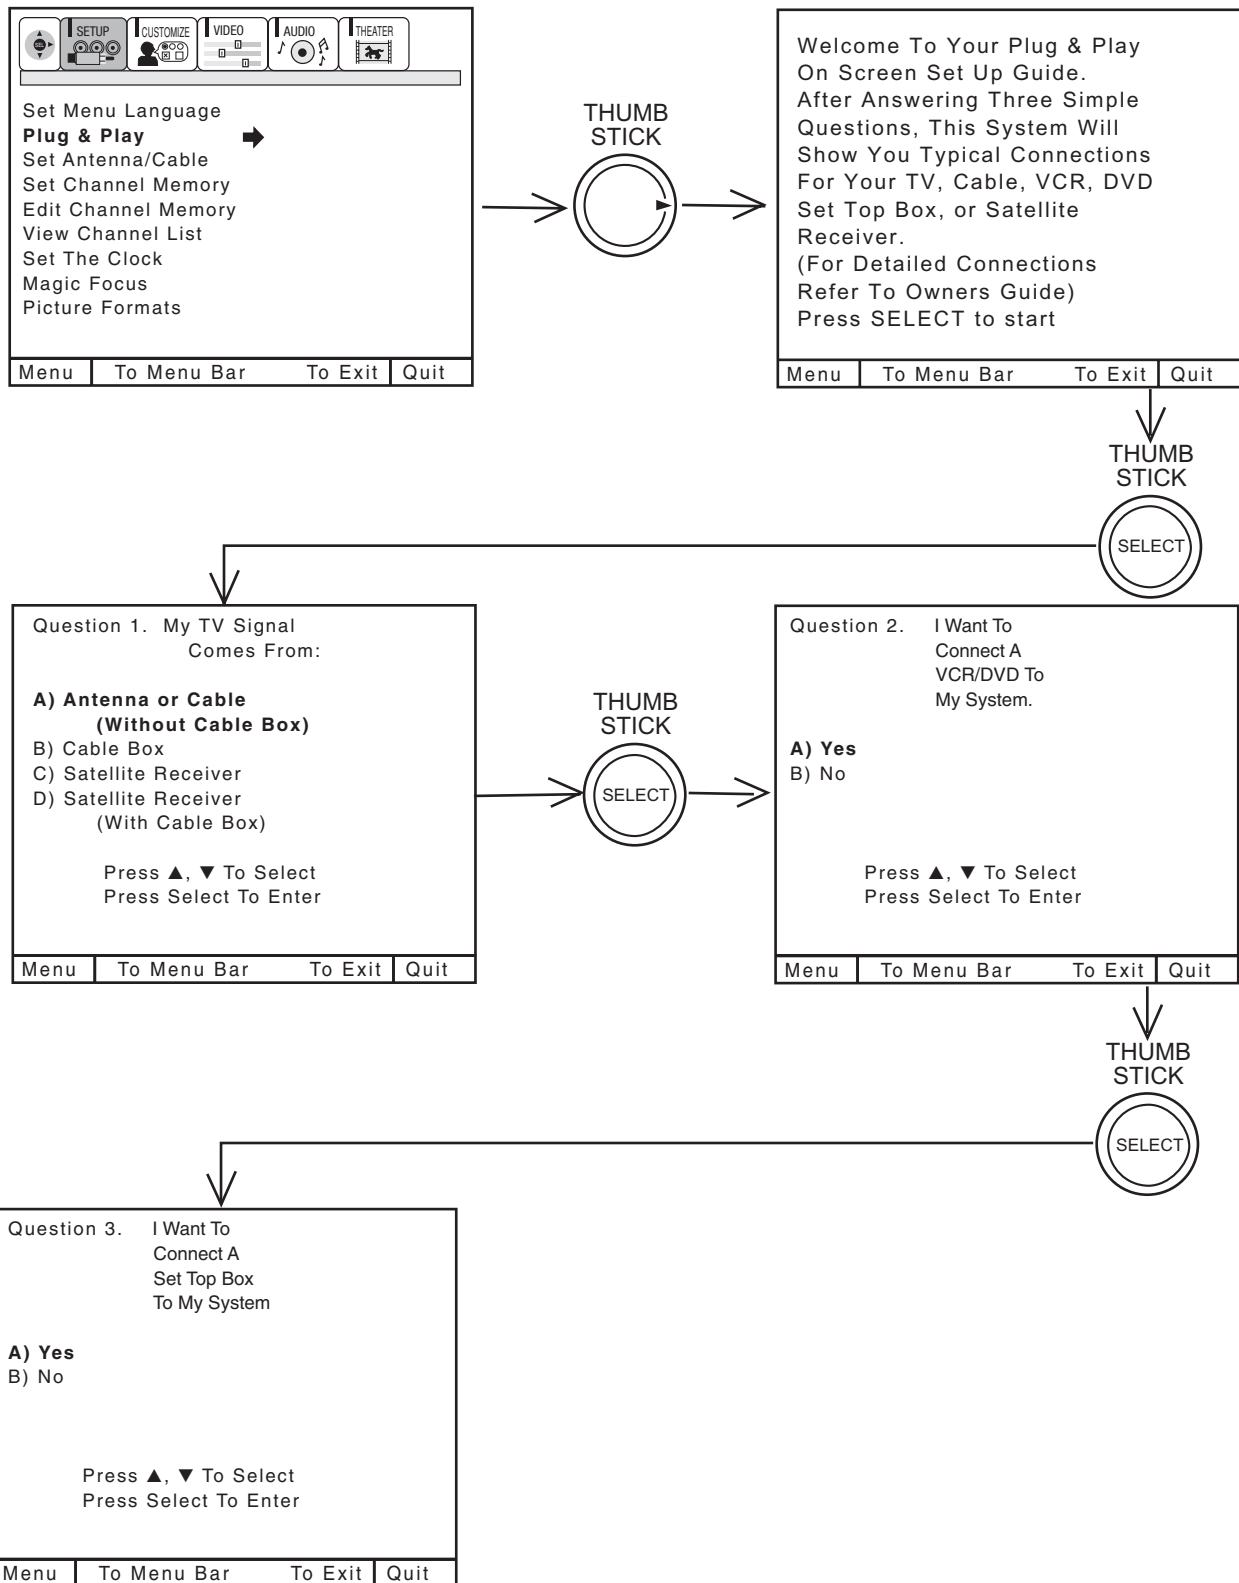 SEL
SETUP
CUSTOMIZE
VIDEO
AUDIO
THEATER
Set Menu Language
Plug & Play
Set Antenna/Cable
Set Channel Memory
Edit Channel Memory
View Channel List
Set The Clock
Magic Focus
Picture Formats
Menu To Menu Bar To Exit Quit
THUMB
STICK
Welcome To Your Plug & Play
On Screen Set Up Guide.
After Answering Three Simple
Questions, This System Will
Show You Typical Connections
For Your TV, Cable, VCR, DVD
Set Top Box, or Satellite
Receiver.
(For Detailed Connections
Refer To Owners Guide)
Press SELECT to start
Menu To Menu Bar To Exit Quit
THUMB
STICK
SELECT
Question 1. My TV Signal
Comes From:
A) Antenna or Cable
(Without Cable Box)
B) Cable Box
C) Satellite Receiver
D) Satellite Receiver
(With Cable Box)
Press ▲, ▼ To Select
Press Select To Enter
Menu To Menu Bar To Exit Quit
THUMB
STICK
SELECT
Question 2. I Want To
Connect A
VCR/DVD To
My System.
A) Yes
B) No
Press ▲, ▼ To Select
Press Select To Enter
Menu To Menu Bar To Exit Quit
THUMB
STICK
SELECT
Question 3. I Want To
Connect A
Set Top Box
To My System
A) Yes
B) No
Press ▲, ▼ To Select
Press Select To Enter
Menu To Menu Bar To Exit Quit